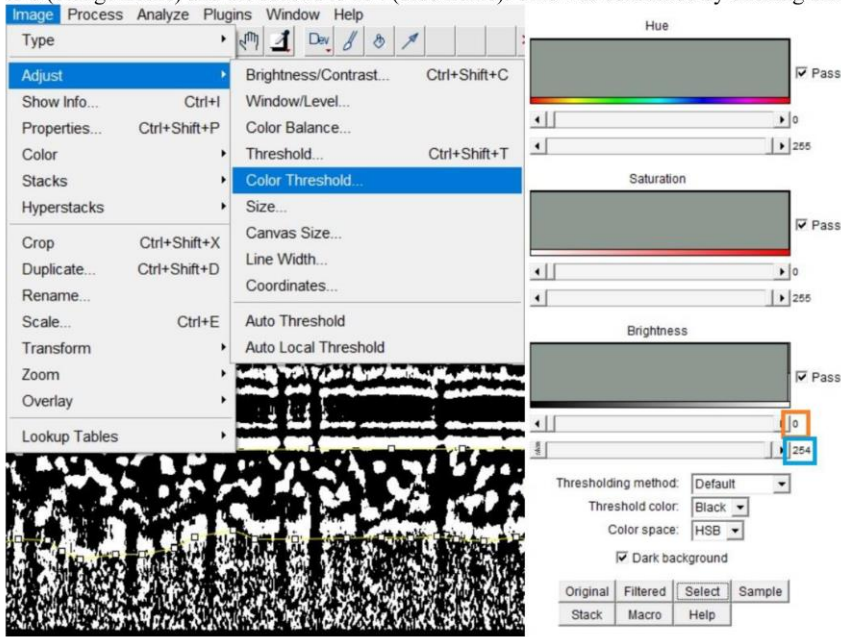 Image Process Analyze Plugins Window Help
Type
Dev
Adjust
Show Info... Ctrl+I
Properties... Ctrl+Shift+P
Color
Stacks
Hyperstacks
Crop Ctrl+Shift+X
Duplicate... Ctrl+Shift+D
Rename...
Scale... Ctrl+E
Transform
Zoom
Overlay
Lookup Tables
Brightness/Contrast... Ctrl+Shift+C
Window/Level...
Color Balance...
Threshold... Ctrl+Shift+T
Color Threshold...
Size...
Canvas Size...
Line Width...
Coordinates...
Auto Threshold
Auto Local Threshold
Hue
Pass
0
255
Saturation
Pass
0
255
Brightness
Pass
0
254
Thresholding method: Default
Threshold color: Black
Color space: HSB
Dark background
Original Filtered Select Sample
Stack Macro Help